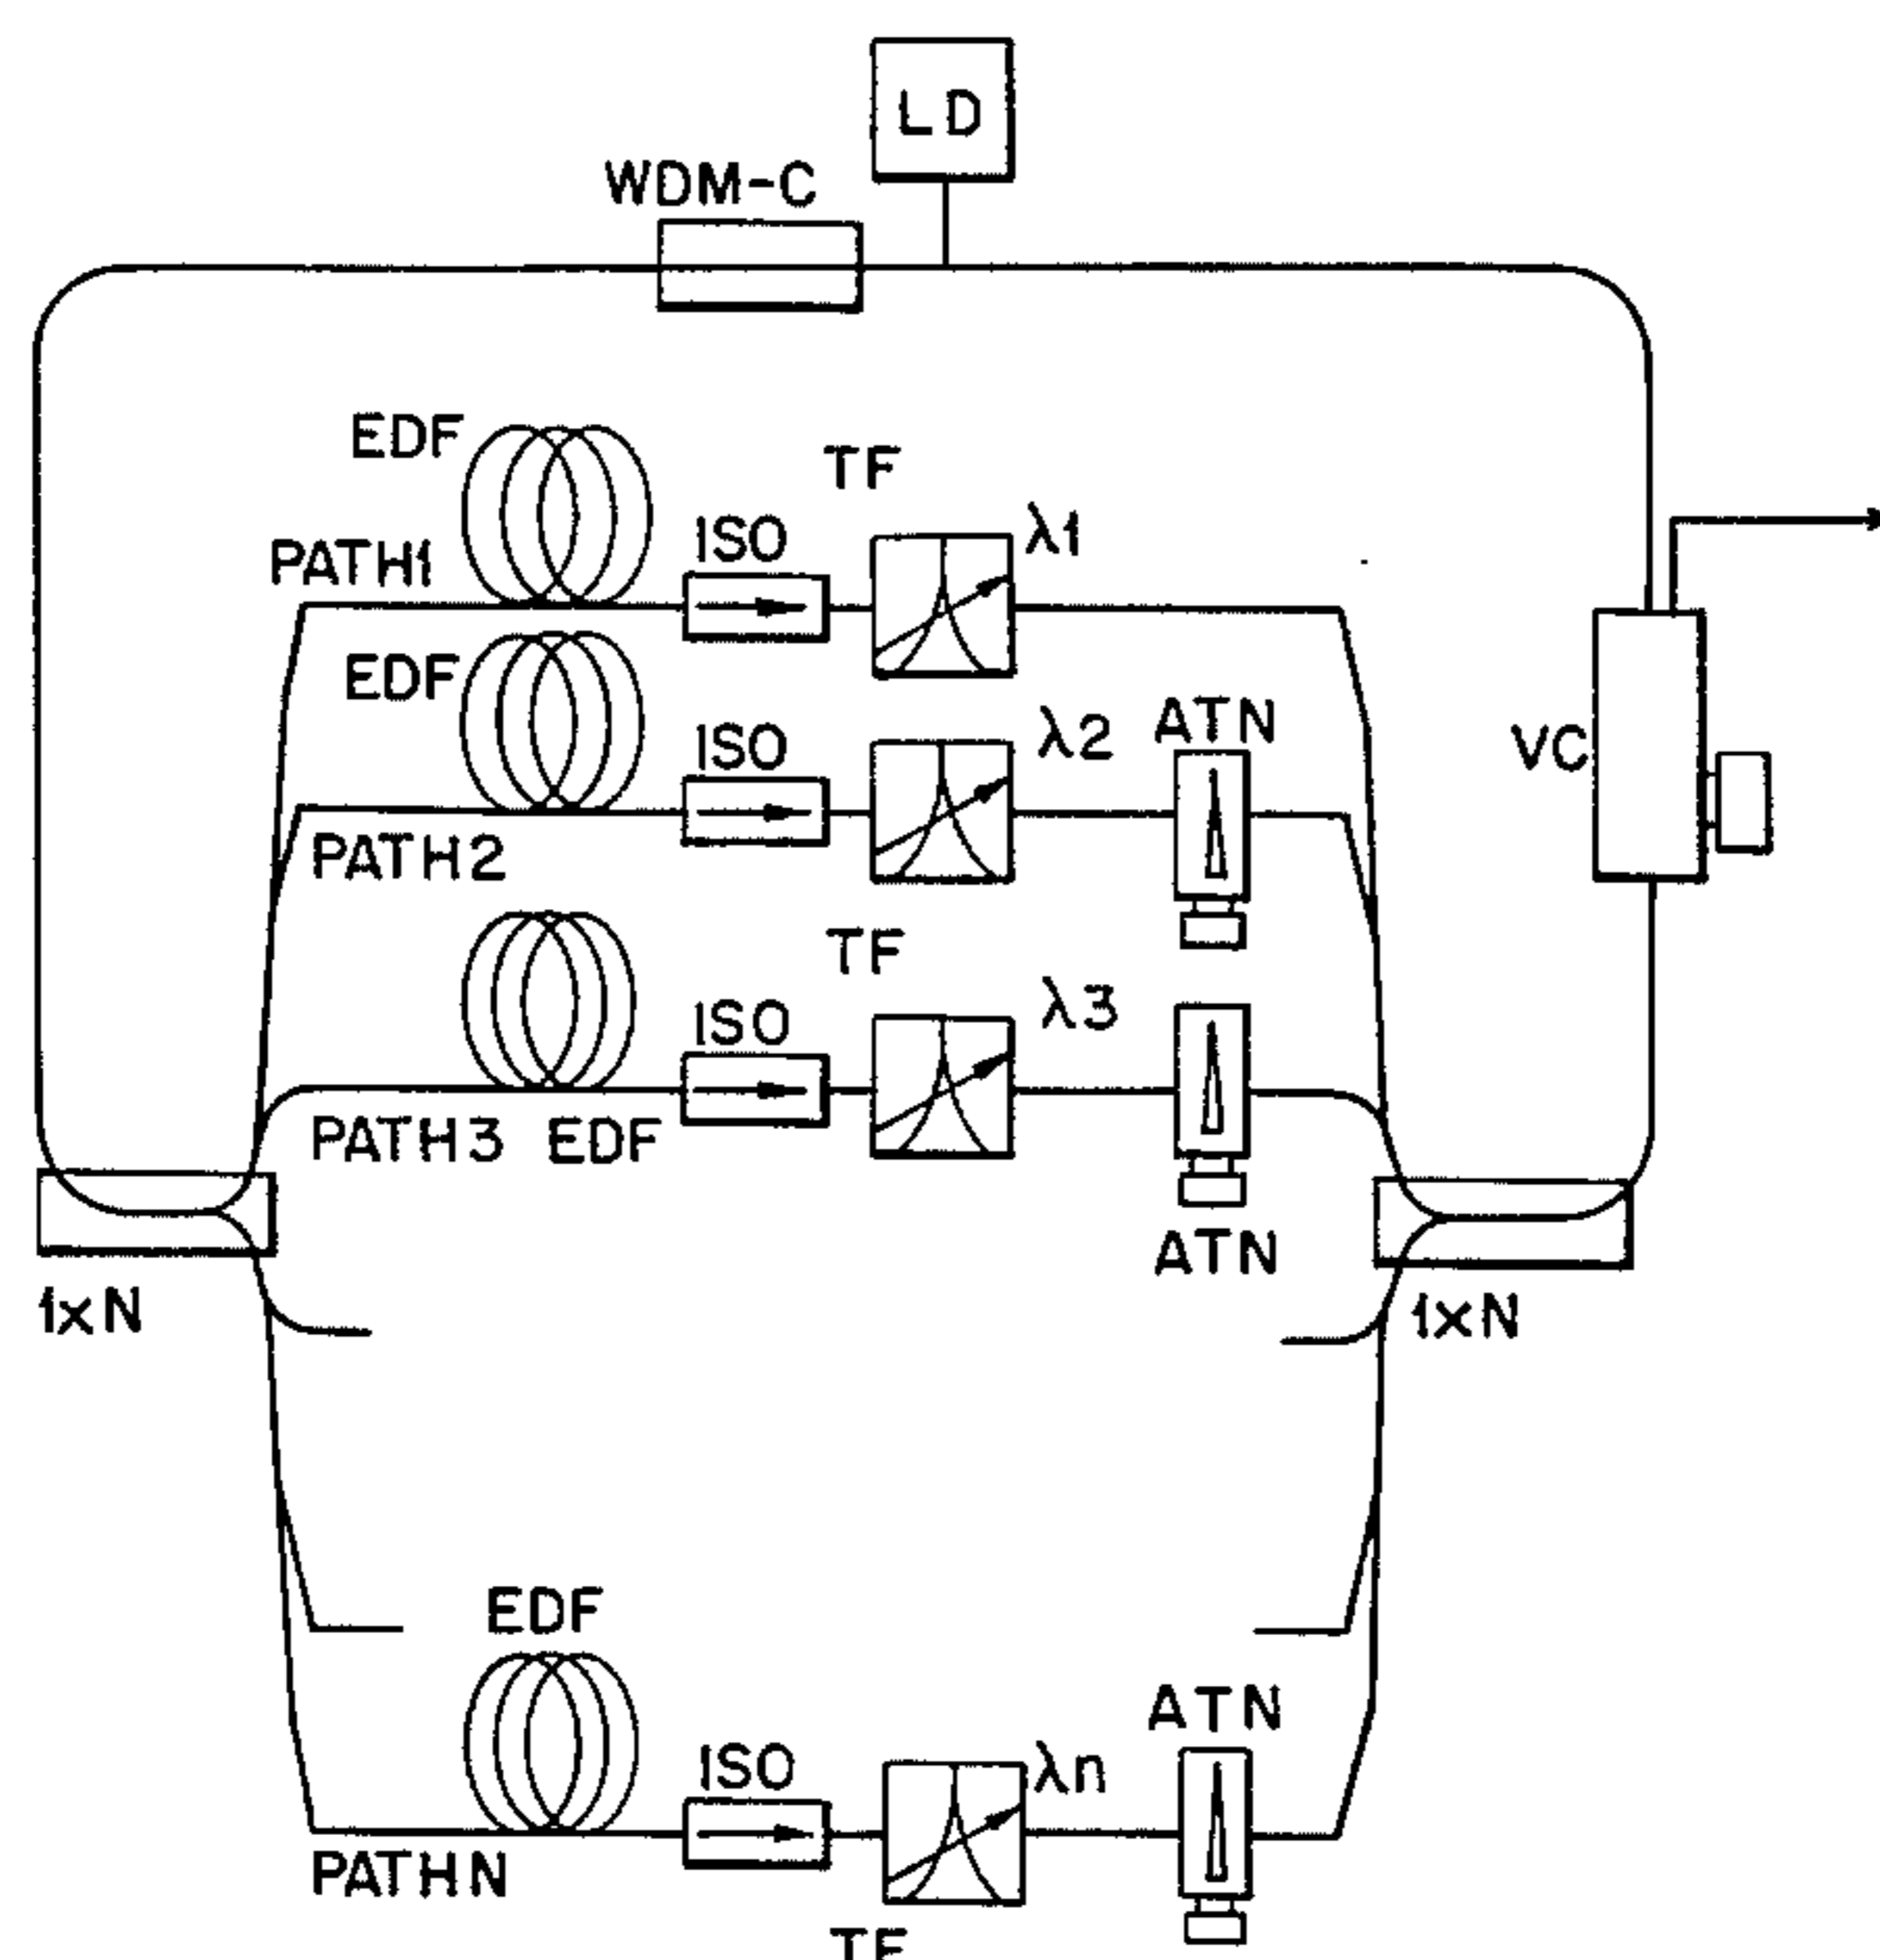 LD
WDM-C
EDF
TF
PATH1
ISO
λ1
EDF
ISO
λ2
ATN
VC
PATH2
TF
ISO
λ3
PATH3 EDF
ATN
1xN
1xN
EDF
ATN
ISO
λn
PATHN
TF